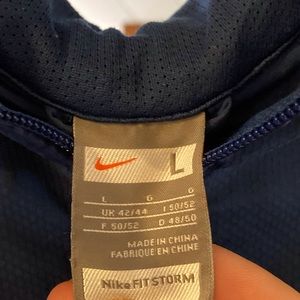 L
L G G
UK 42/44 I 50/52
F 50/52 D 48/50
MADE IN CHINA
FABRIQUE EN CHINE
Nike FIT STORM